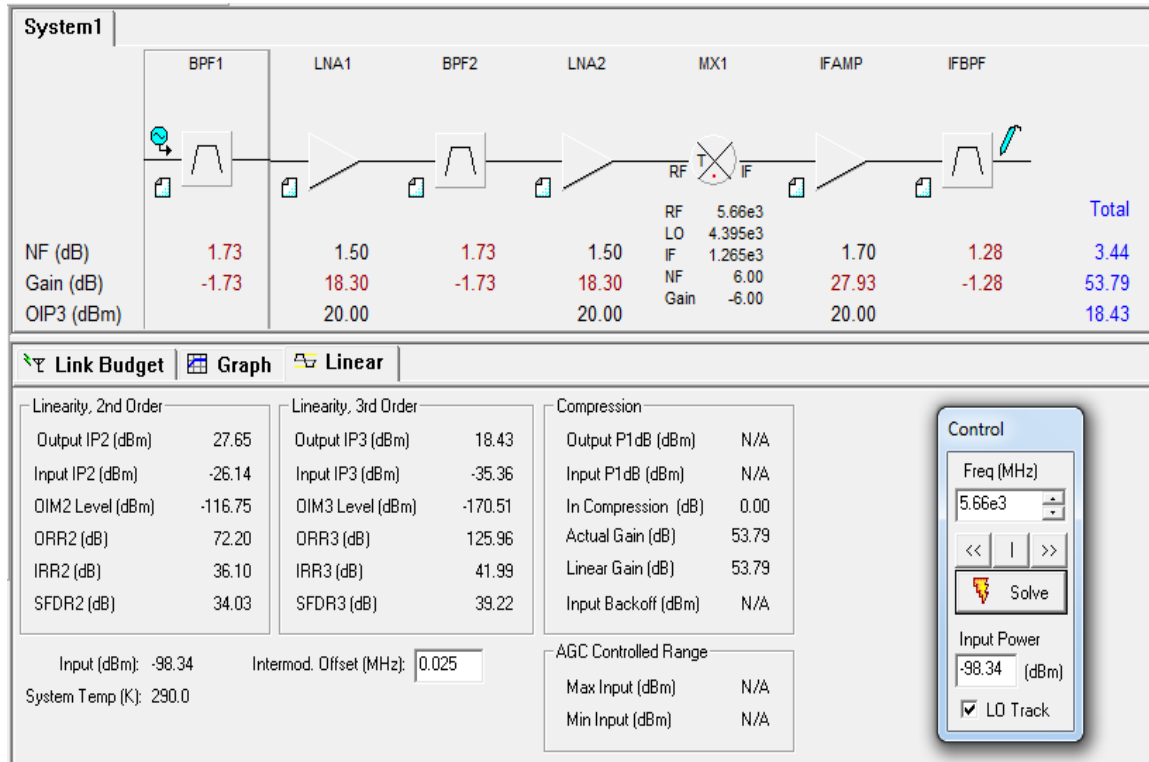 System1
BPF1 LNA1 BPF2 LNA2 MX1 IFAMP IFBPF
RF T IF
RF 5.66e3
LO 4.395e3
IF 1.265e3
NF 6.00
Gain -6.00
Total
NF (dB) 1.73 1.50 1.73 1.50 1.70 1.28 3.44
Gain (dB) -1.73 18.30 -1.73 18.30 27.93 -1.28 53.79
OIP3 (dBm) 20.00 20.00 20.00 18.43
Link Budget Graph Linear
Linearity, 2nd Order
Output IP2 (dBm) 27.65
Input IP2 (dBm) -26.14
OIM2 Level (dBm) -116.75
ORR2 (dB) 72.20
IRR2 (dB) 36.10
SFDR2 (dB) 34.03
Linearity, 3rd Order
Output IP3 (dBm) 18.43
Input IP3 (dBm) -35.36
OIM3 Level (dBm) -170.51
ORR3 (dB) 125.96
IRR3 (dB) 41.99
SFDR3 (dB) 39.22
Compression
Output P1dB (dBm) N/A
Input P1dB (dBm) N/A
In Compression (dB) 0.00
Actual Gain (dB) 53.79
Linear Gain (dB) 53.79
Input Backoff (dBm) N/A
Input (dBm): -98.34 Intermod. Offset (MHz): 0.025
System Temp (K): 290.0
AGC Controlled Range
Max Input (dBm) N/A
Min Input (dBm) N/A
Control
Freq (MHz)
5.66e3
<< | >>
Solve
Input Power
-98.34 (dBm)
LO Track